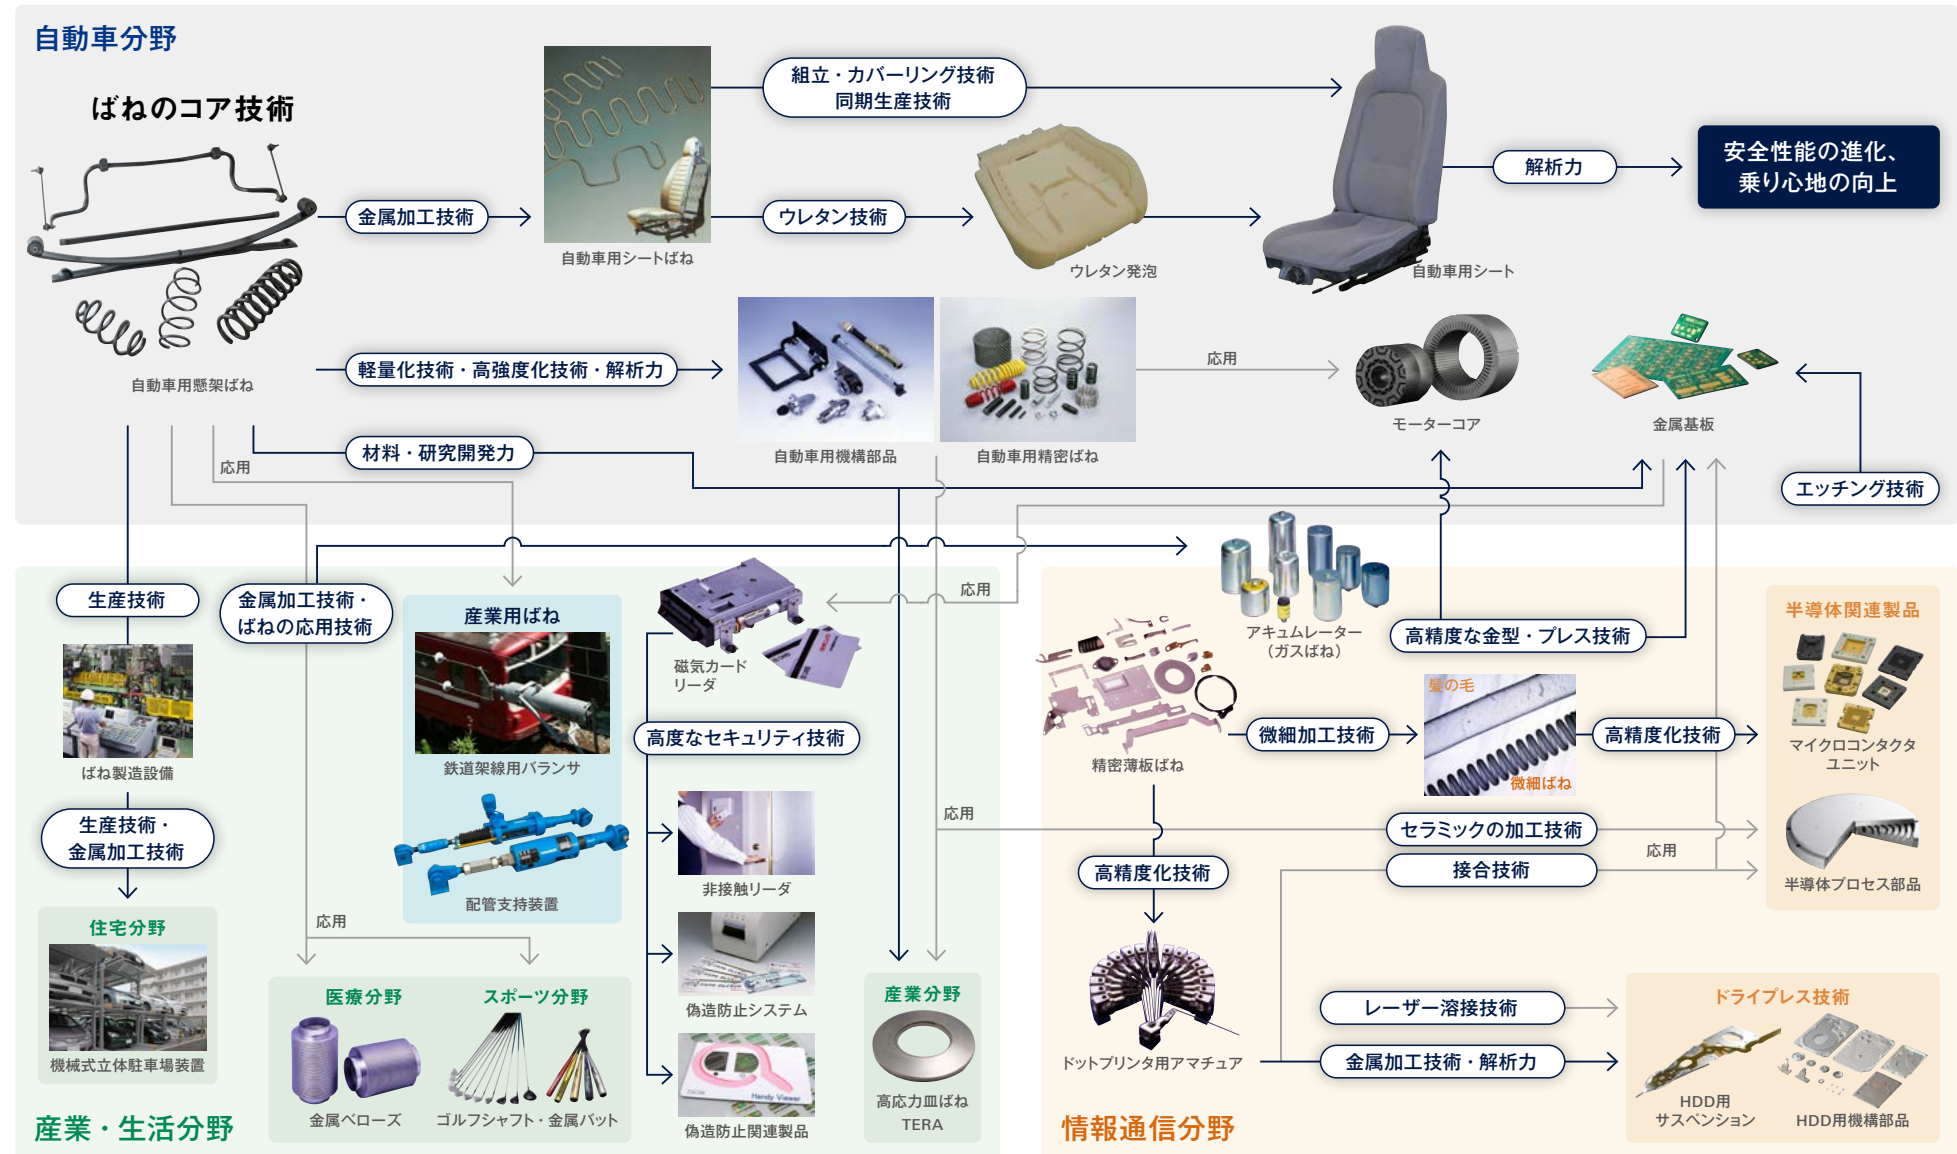 自動車分野
ばねのコア技術
組立・カバーリング技術
同期生産技術
安全性能の進化、
乗り心地の向上
解析力
金属加工技術
ウレタン技術
自動車用シートばね
ウレタン発泡
自動車用シート
軽量化技術・高強度化技術・解析力
応用
自動車用懸架ばね
モーターコア
金属基板
材料・研究開発力
自動車用機構部品
自動車用精密ばね
応用
エッチング技術
生産技術
金属加工技術・
ばねの応用技術
産業用ばね
応用
アキュムレーター
(ガスばね)
高精度な金型・プレス技術
半導体関連製品
磁気カード
リーダ
髪の毛
高度なセキュリティ技術
微細加工技術
高精度化技術
鉄道架線用バランサ
精密薄板ばね
微細ばね
マイクロコンタクタ
ユニット
ばね製造設備
生産技術・
金属加工技術
応用
セラミックの加工技術
応用
接合技術
高精度化技術
非接触リーダ
半導体プロセス部品
配管支持装置
住宅分野
応用
医療分野
スポーツ分野
産業分野
レーザー溶接技術
ドライプレス技術
偽造防止システム
機械式立体駐車場装置
ドットプリンタ用アマチュア
金属加工技術・解析力
Handy Viewer
金属ベローズ
ゴルフシャフト・金属バット
偽造防止関連製品
高応力皿ばね
TERA
HDD用
サスペンション
HDD用機構部品
産業・生活分野
情報通信分野